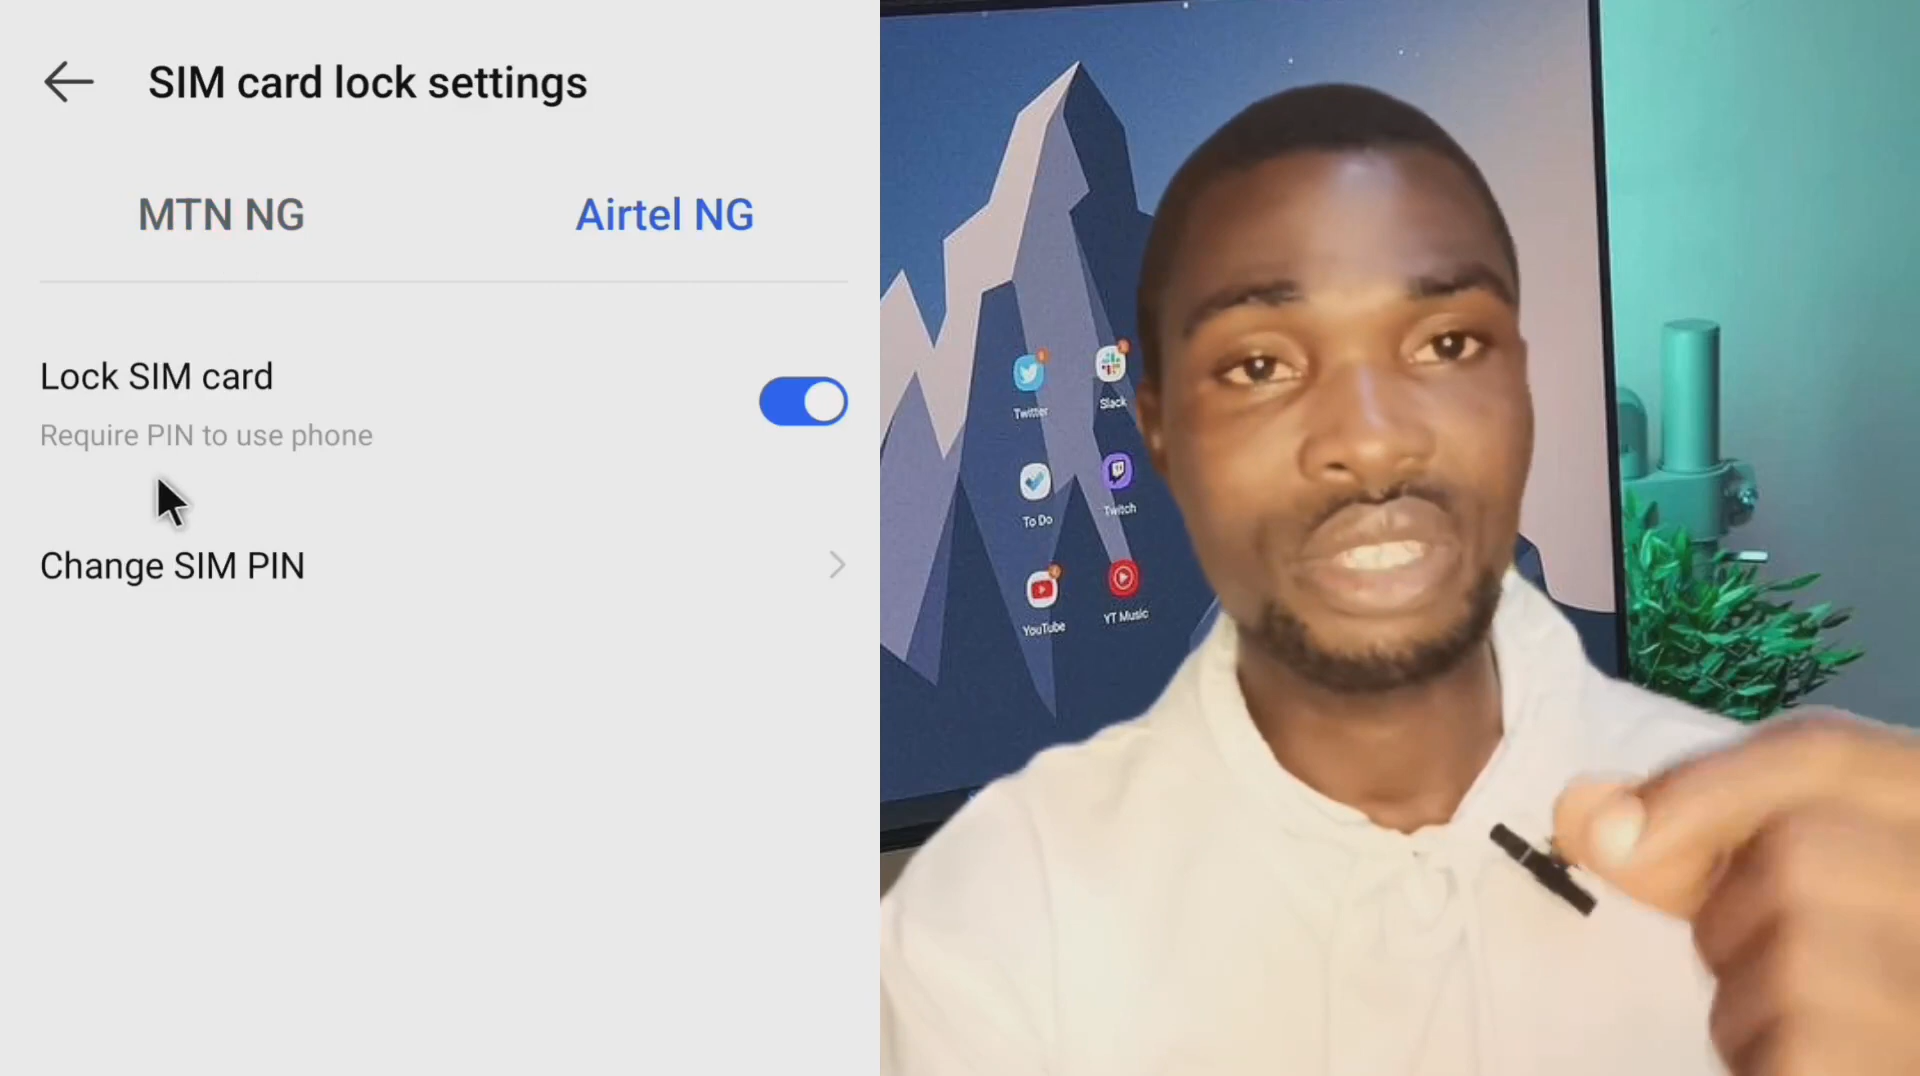 SIM card lock settings
MTN NG
Airtel NG
Lock SIM card
Require PIN to use phone
Change SIM PIN
Twitter
Slack
To Do
Twitch
YouTube
YT Music